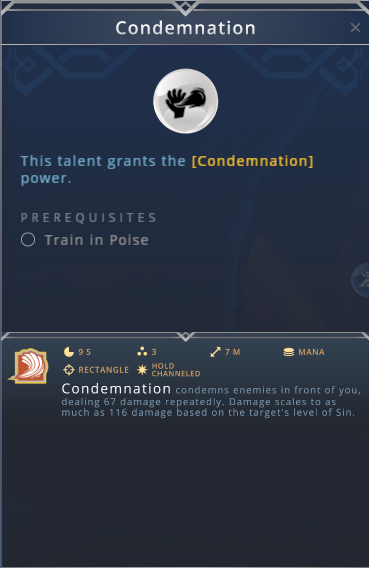 Condemnation
This talent grants the [Condemnation]
power.
PREREQUISITES
Train in Poise
9 S 3 7 M MANA
RECTANGLE HOLD CHANNELED
Condemnation condemns enemies in front of you,
dealing 67 damage repeatedly. Damage scales to as
much as 116 damage based on the target's level of Sin.